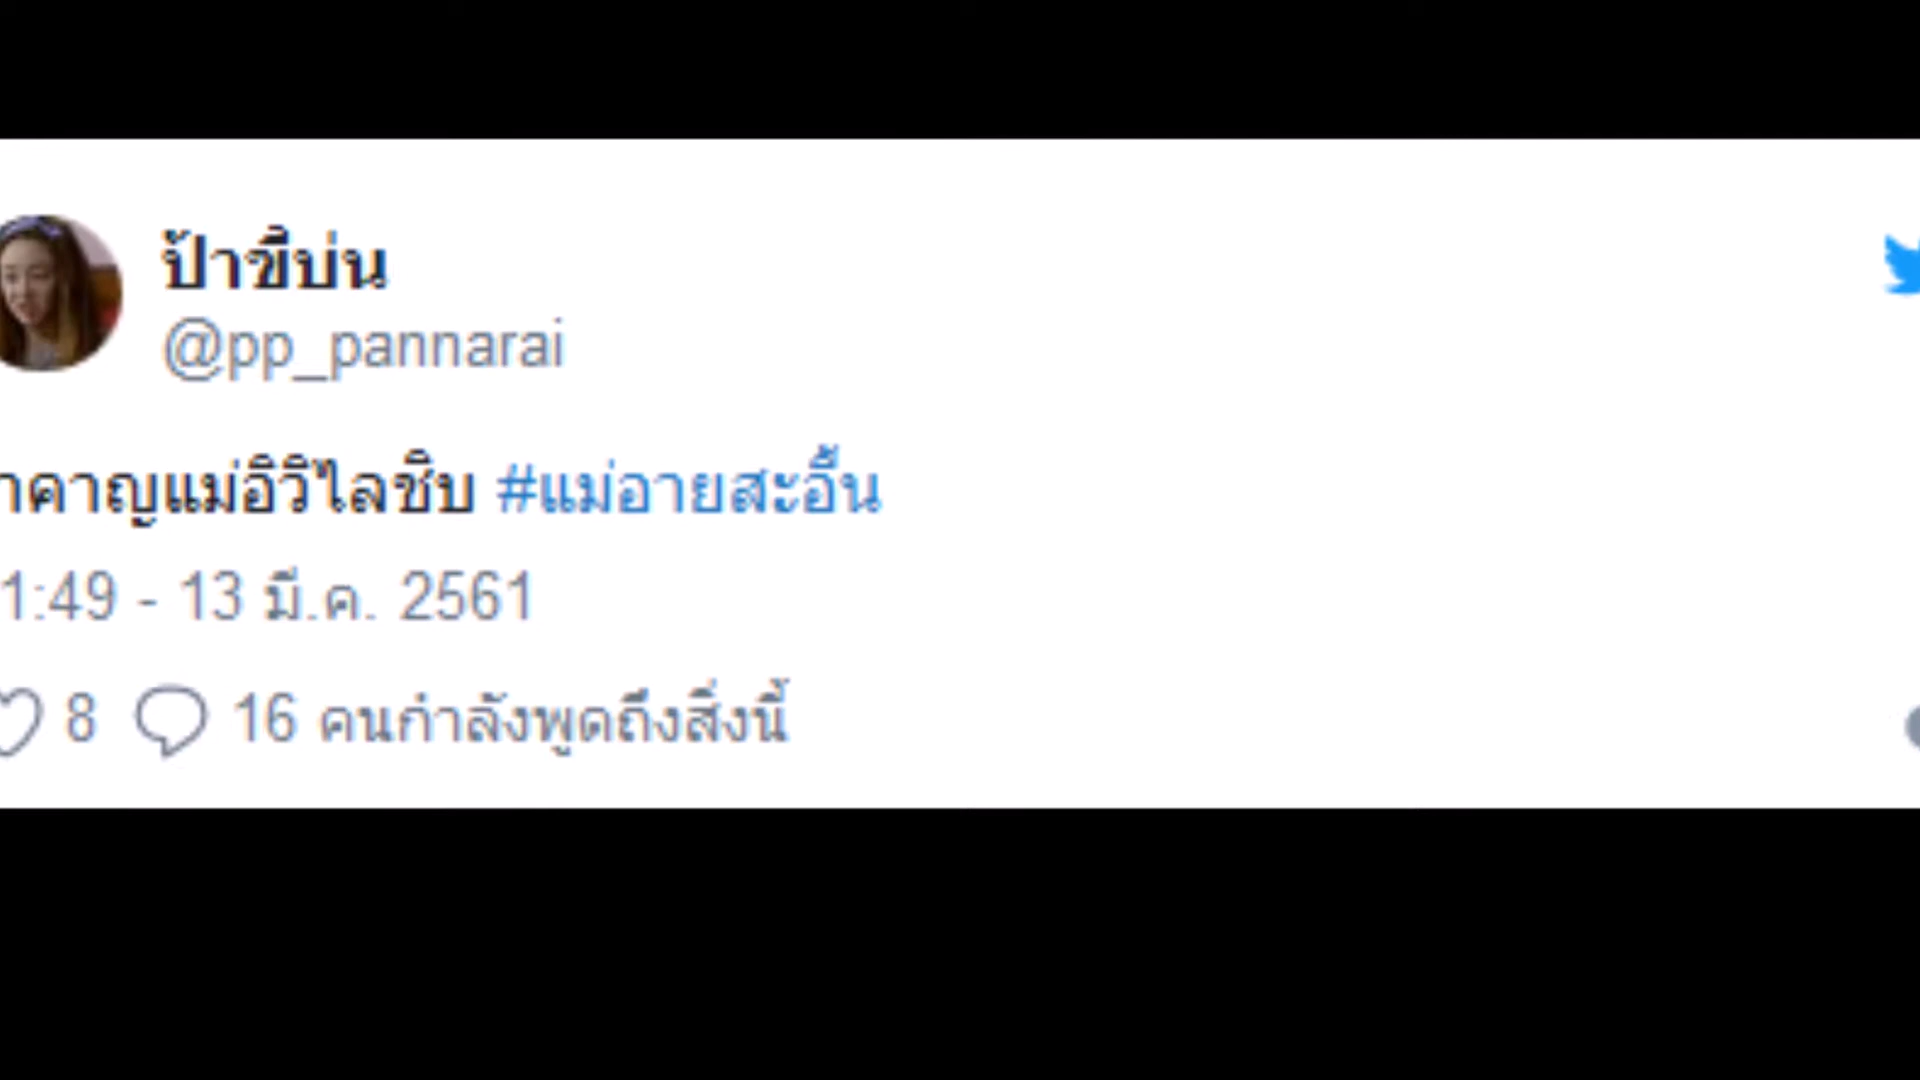 ป้าขี้บ่น
@pp_pannarai
าคาญแม่อิวิไลชิบ #แม่อายสะอื้น
1:49 - 13 มี.ค. 2561
8 16 คนกำลังพูดถึงสิ่งนี้